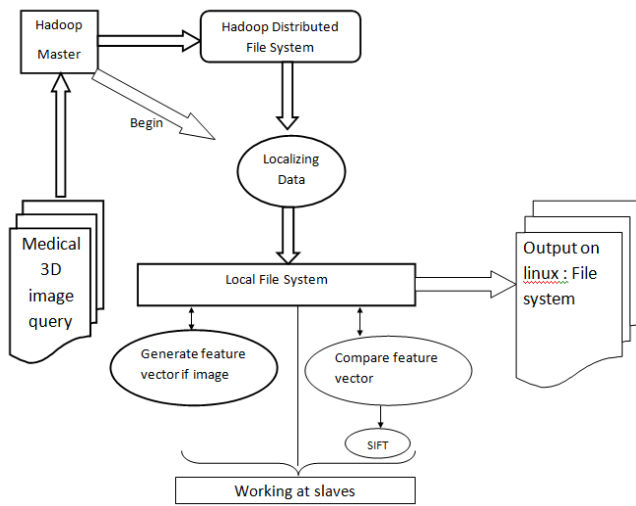 Hadoop
Master
Hadoop Distributed
File System
Begin
Localizing
Data
Medical
3D
image
query
Local File System
Output on
linux : File
system
Generate feature
vector if image
Compare feature
vector
SIFT
Working at slaves